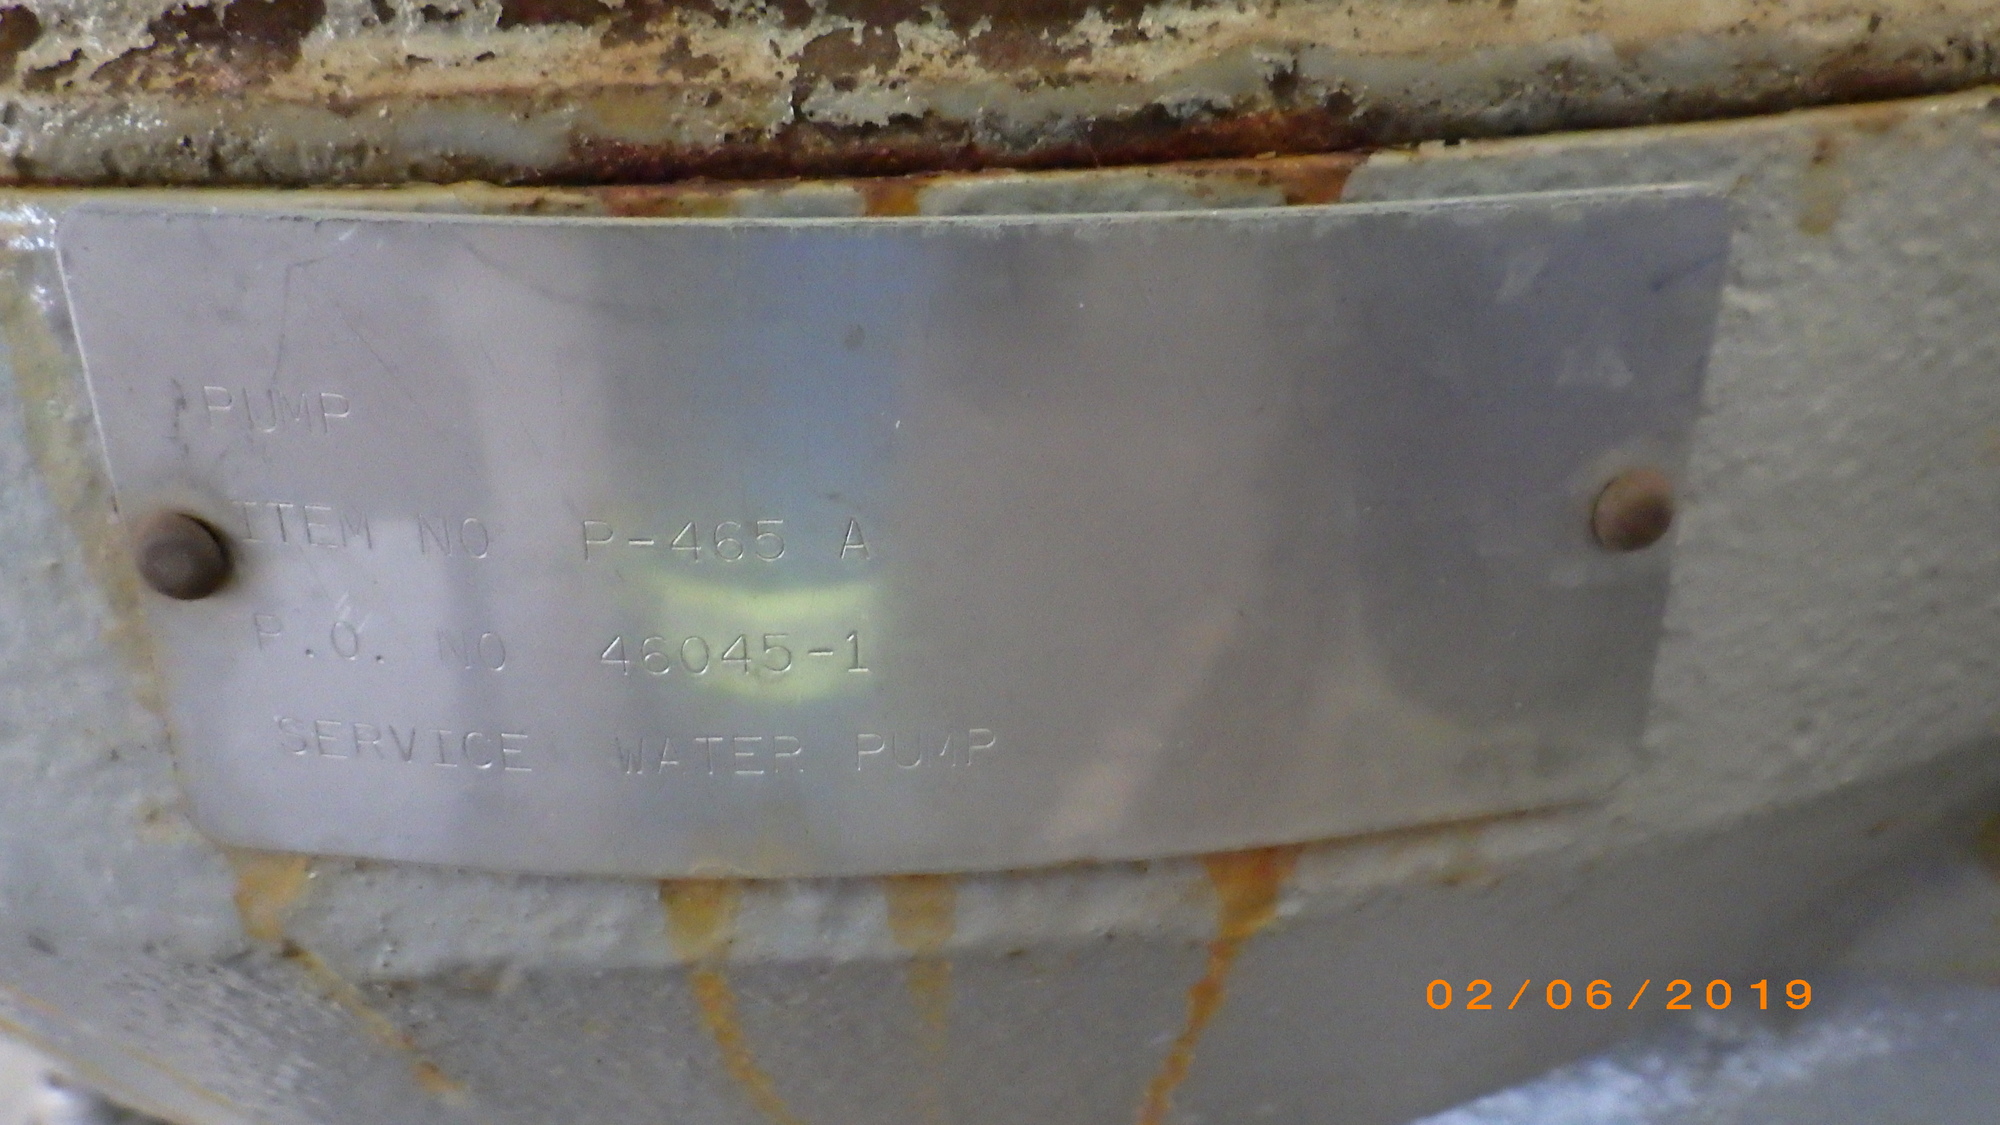 PUMP
ITEM NO P-465 A
P.O. NO 46045-1
SERVICE WATER PUMP
02/06/2019